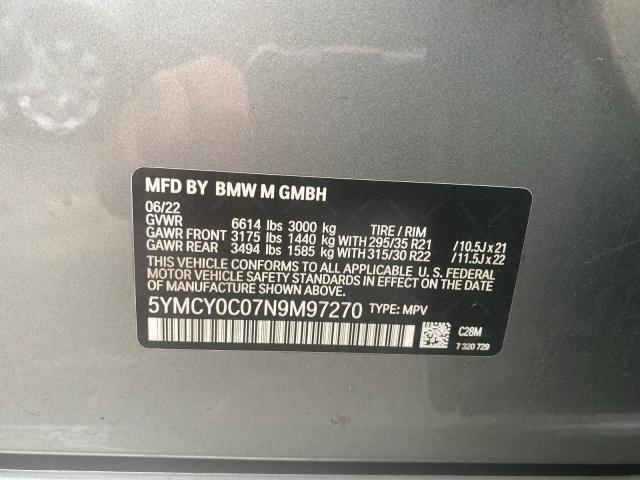 MFD BY BMW M GMBH
06/22
GVWR 6614 lbs 3000 kg TIRE / RIM
GAWR FRONT 3175 lbs 1440 kg WITH 295/35 R21 /10.5J x 21
GAWR REAR 3494 lbs 1585 kg WITH 315/30 R22 /11.5J x 22
THIS VEHICLE CONFORMS TO ALL APPLICABLE U.S. FEDERAL
MOTOR VEHICLE SAFETY AND THEFT PREVENTION STANDARDS IN EFFECT
ON THE DATE OF MANUFACTURE SHOWN ABOVE.
5YMCY0C07N9M97270 TYPE: MPV
C28M
7 320 729